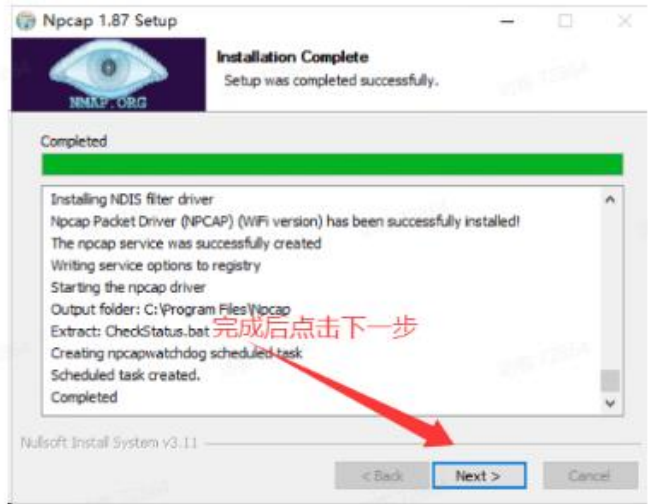 Npcap 1.87 Setup
Installation Complete
Setup was completed successfully.
NMAP.ORG
Completed
Installing NDIS filter driver
Npcap Packet Driver (NPCAP) (WiFi version) has been successfully installed!
The npcap service was successfully created
Writing service options to registry
Starting the npcap driver
Output folder: C:\Program Files\Npcap
Extract: CheckStatus.bat
完成后点击下一步
Creating npcapwatchdog scheduled task
Scheduled task created.
Completed
Nullsoft Install System v3.11
< Back
Next >
Cancel